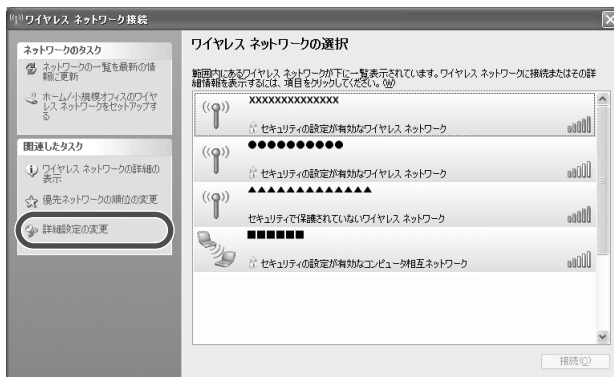 ワイヤレス ネットワーク接続
ネットワークのタスク
ネットワークの一覧を最新の情
報に更新
ホーム/小規模オフィスのワイヤ
レス ネットワークをセットアップす
る
関連したタスク
ワイヤレス ネットワークの詳細の
表示
優先ネットワークの順位の変更
詳細設定の変更
ワイヤレス ネットワークの選択
範囲内にあるワイヤレス ネットワークが下に一覧表示されています。ワイヤレス ネットワークに接続またはその詳
細情報を表示するには、項目をクリックしてください。(W)
XXXXXXXXXXXXXX
セキュリティの設定が有効なワイヤレス ネットワーク
●●●●●●●●●●
セキュリティの設定が有効なワイヤレス ネットワーク
▲▲▲▲▲▲▲▲▲▲▲▲▲
セキュリティで保護されていないワイヤレス ネットワーク
■■■■■■
セキュリティの設定が有効なコンピュータ相互ネットワーク
接続(C)